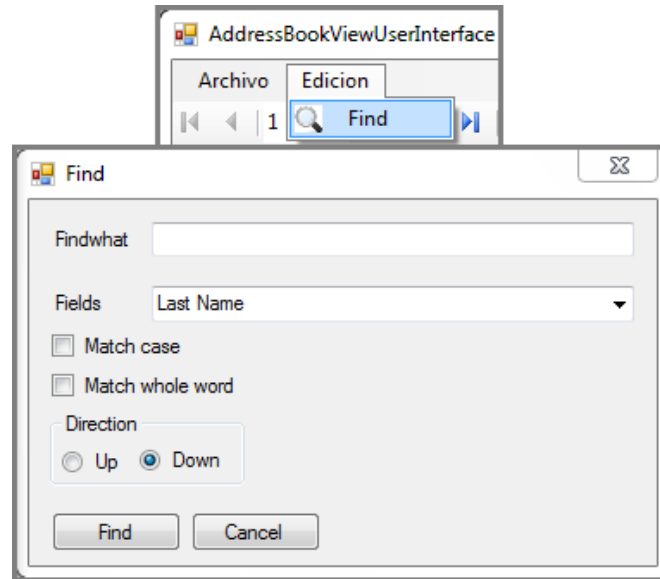 AddressBookViewUserInterface
Archivo Edicion
1 Find
Find
Findwhat
Fields Last Name
Match case
Match whole word
Direction
Up Down
Find Cancel